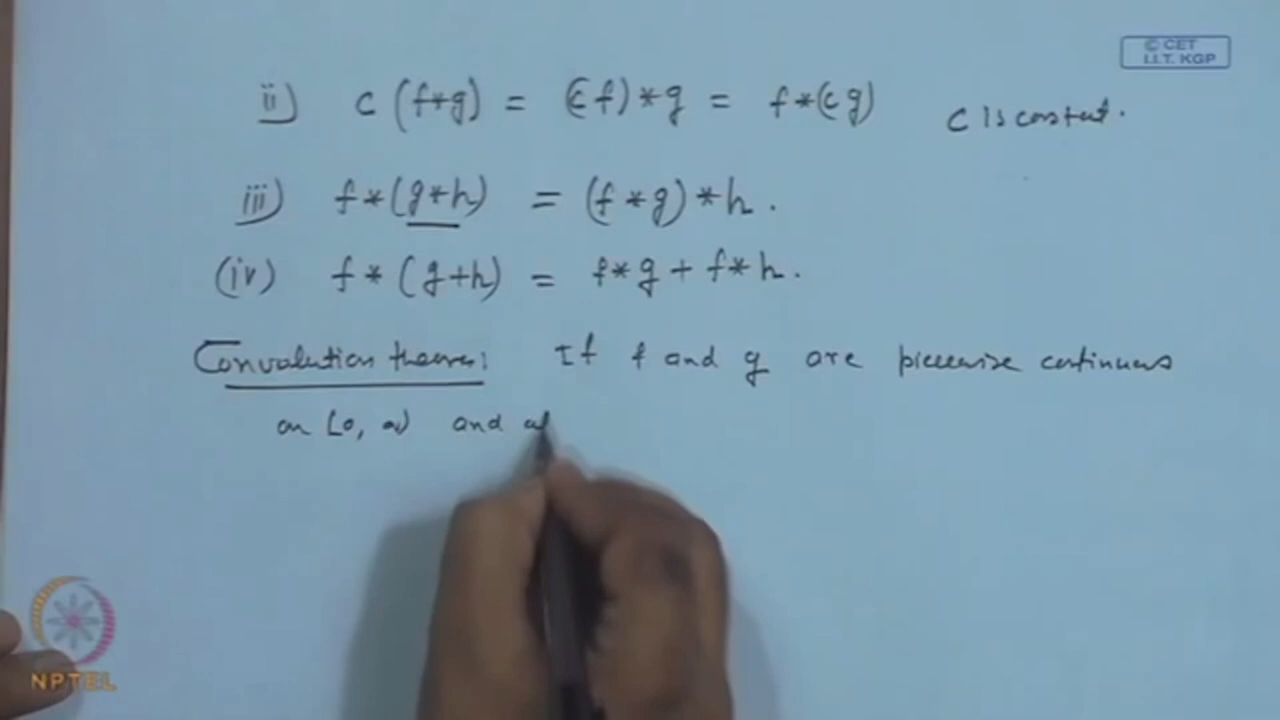 © CET
I.I.T. KGP
ii) c (f*g) = (cf)*g = f*(cg) c is constant.
iii) f*(g*h) = (f*g)*h.
(iv) f*(g+h) = f*g + f*h.
Convolution theorem: If f and g are piecewise continuous
on [0, ∞) and of
NPTEL